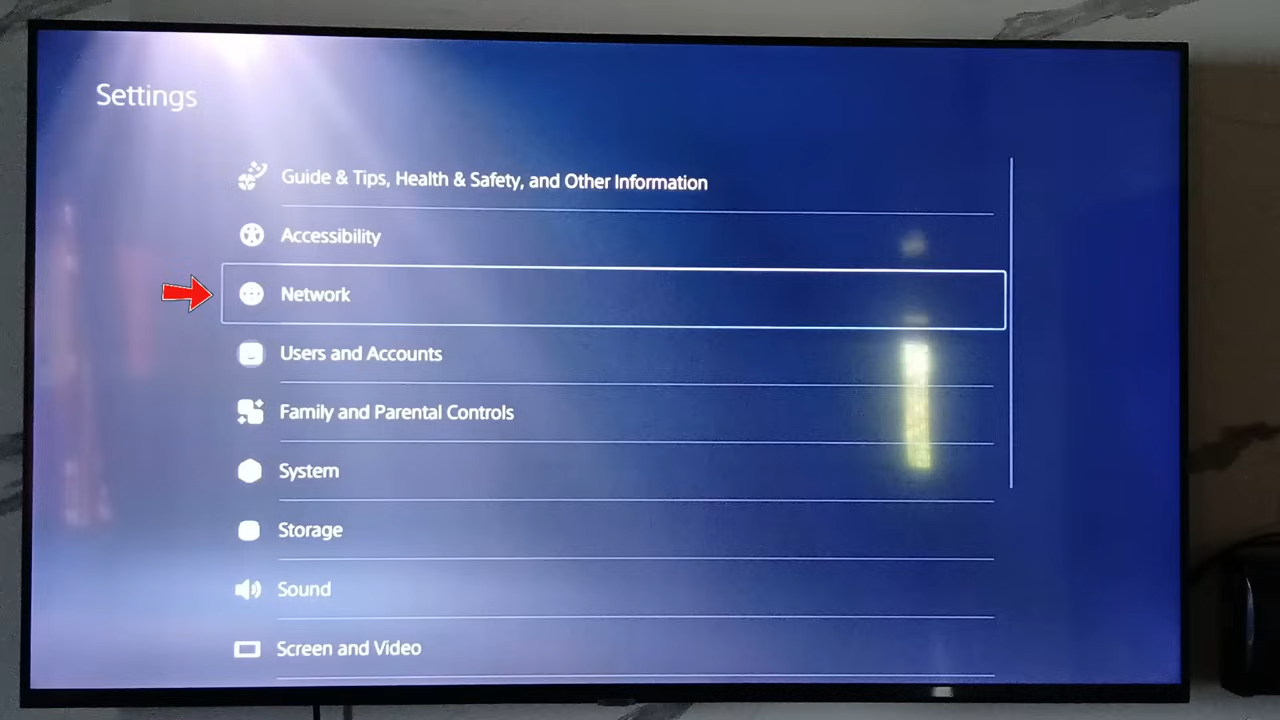 Settings
Guide & Tips, Health & Safety, and Other Information
Accessibility
Network
Users and Accounts
Family and Parental Controls
System
Storage
Sound
Screen and Video